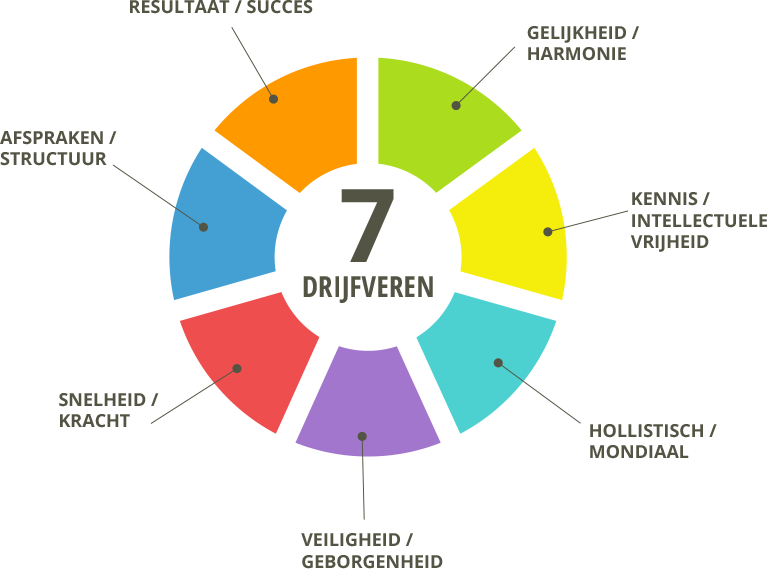 RESULTAAT / SUCCES
GELIJKHEID /
HARMONIE
AFSPRAKEN /
STRUCTUUR
KENNIS /
INTELLECTUELE
VRIJHEID
7
DRIJFVEREN
SNELHEID /
KRACHT
HOLLISTISCH /
MONDIAAL
VEILIGHEID /
GEBORGENHEID